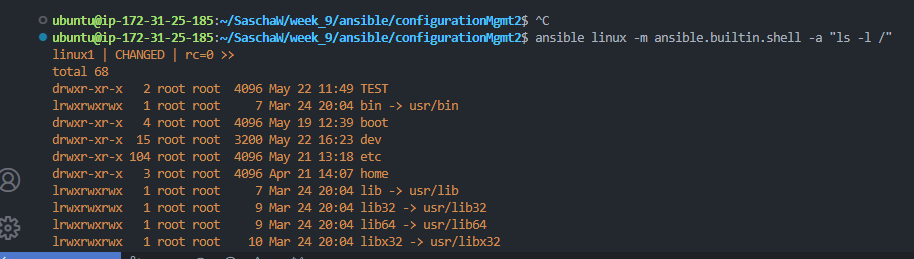 ubuntu@ip-172-31-25-185:~/SaschaW/week_9/ansible/configurationMgmt2$ ^C
ubuntu@ip-172-31-25-185:~/SaschaW/week_9/ansible/configurationMgmt2$ ansible linux -m ansible.builtin.shell -a "ls -l /"
linux1 | CHANGED | rc=0 >>
total 68
drwxr-xr-x   2 root root  4096 May 22 11:49 TEST
lrwxrwxrwx   1 root root     7 Mar 24 20:04 bin -> usr/bin
drwxr-xr-x   4 root root  4096 May 19 12:39 boot
drwxr-xr-x  15 root root  3200 May 22 16:23 dev
drwxr-xr-x 104 root root  4096 May 21 13:18 etc
drwxr-xr-x   3 root root  4096 Apr 21 14:07 home
lrwxrwxrwx   1 root root     7 Mar 24 20:04 lib -> usr/lib
lrwxrwxrwx   1 root root     9 Mar 24 20:04 lib32 -> usr/lib32
lrwxrwxrwx   1 root root     9 Mar 24 20:04 lib64 -> usr/lib64
lrwxrwxrwx   1 root root    10 Mar 24 20:04 libx32 -> usr/libx32